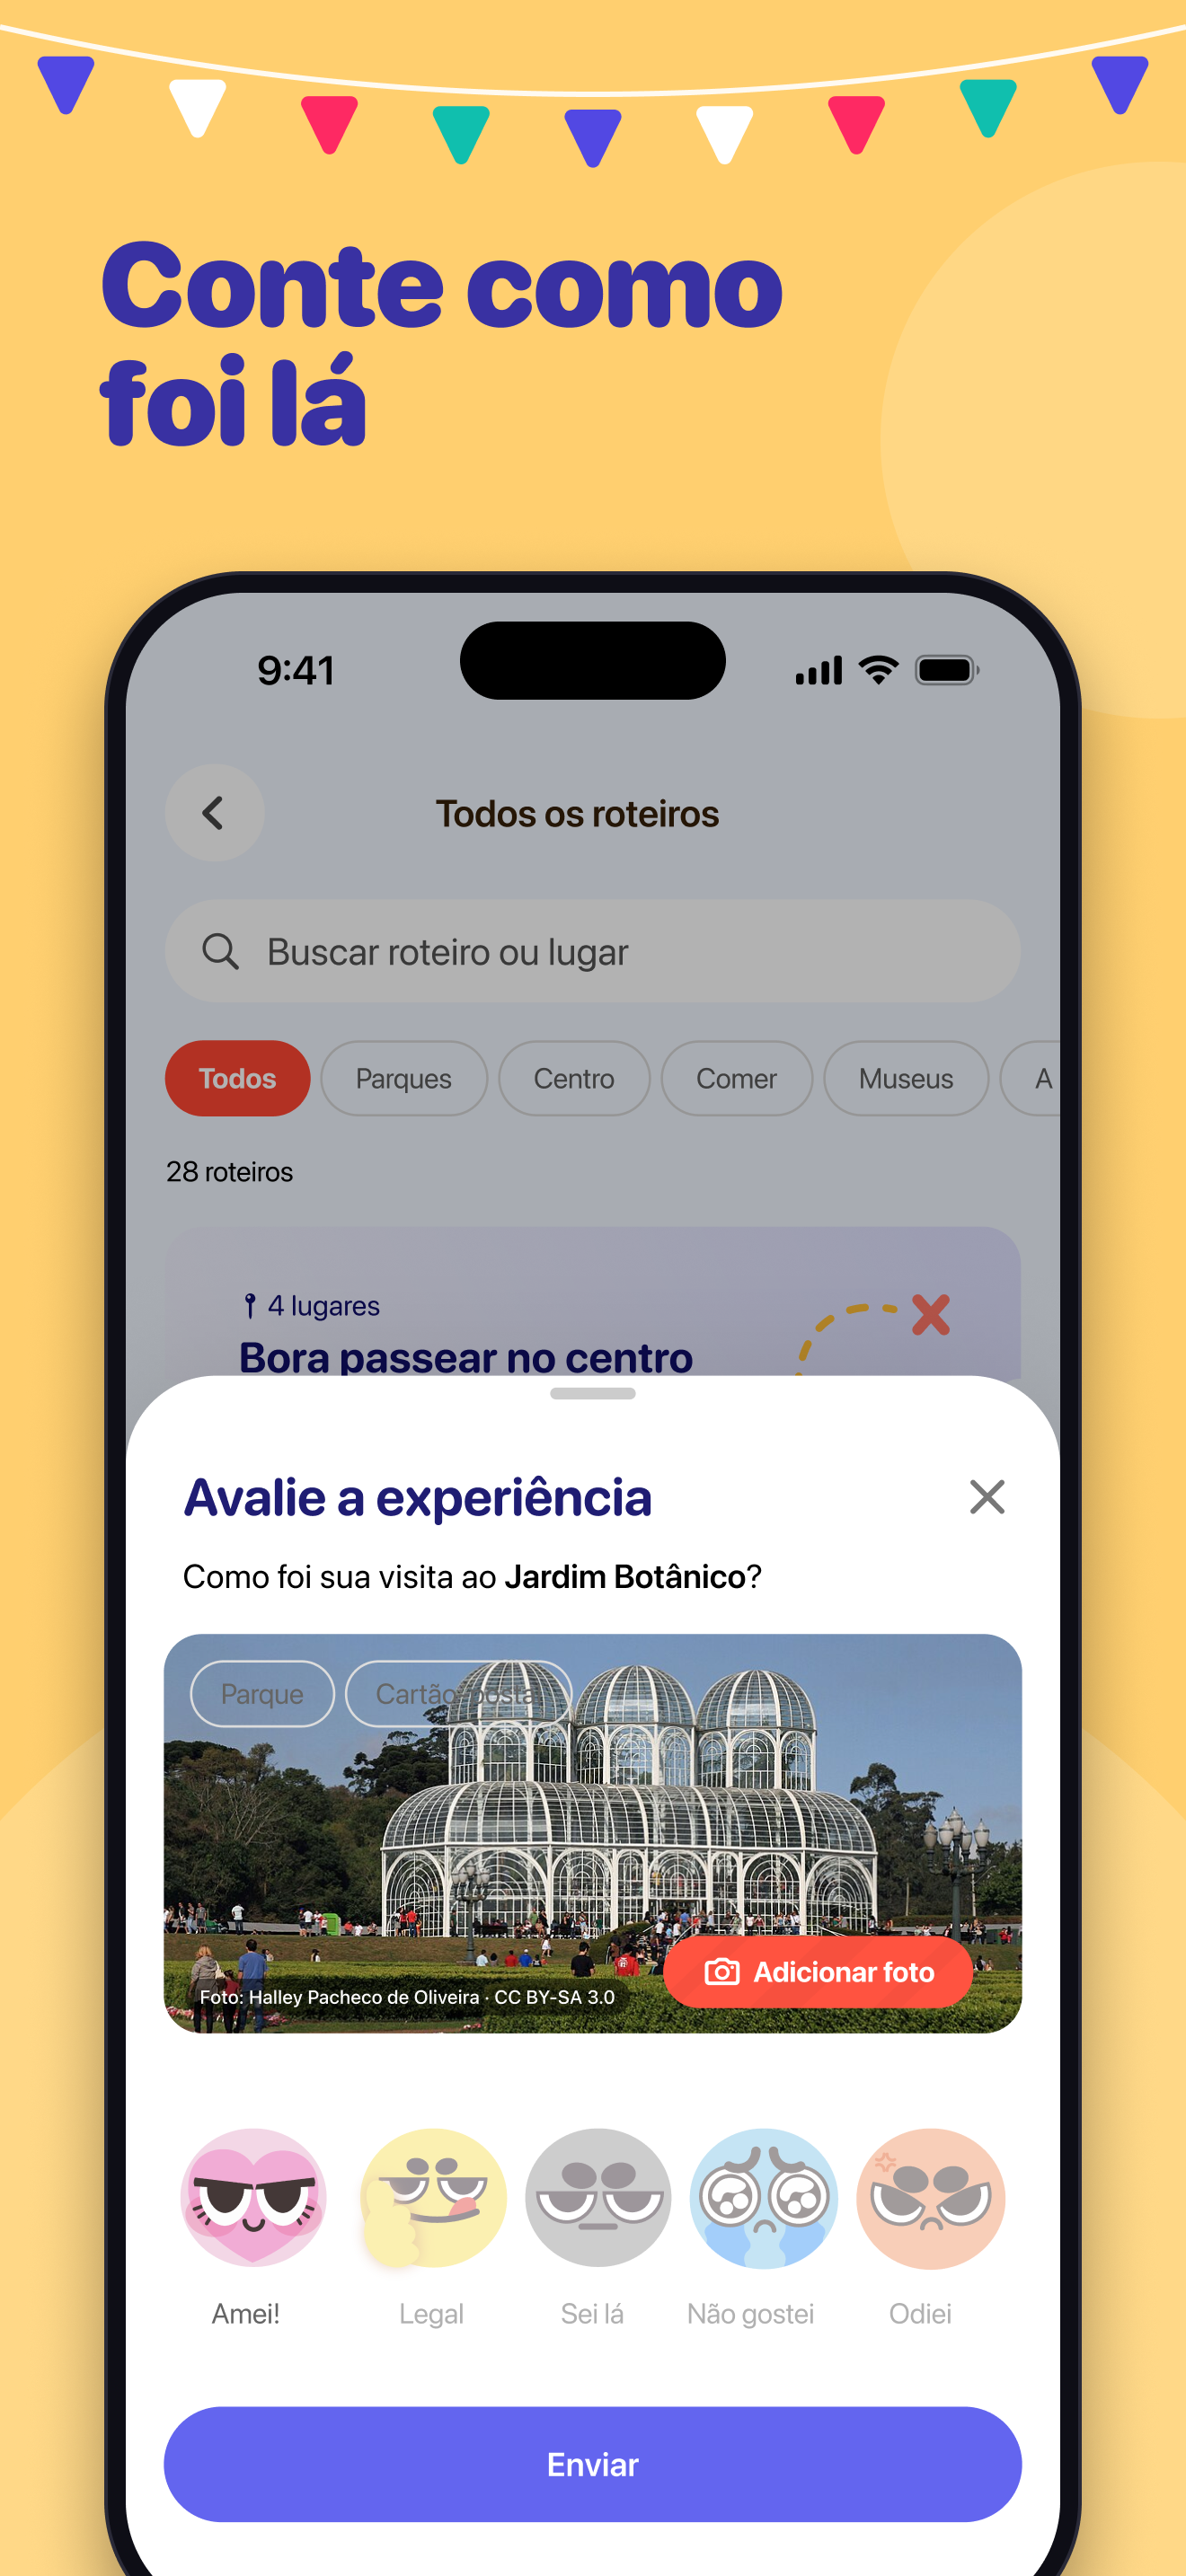 Conte como
foi lá
9:41
Todos os roteiros
Buscar roteiro ou lugar
Todos
Parques
Centro
Comer
Museus
A
28 roteiros
4 lugares
Bora passear no centro
Avalie a experiência
Como foi sua visita ao Jardim Botânico?
Parque
Cartão-postal
Foto: Halley Pacheco de Oliveira · CC BY-SA 3.0
Adicionar foto
Amei!
Legal
Sei lá
Não gostei
Odiei
Enviar